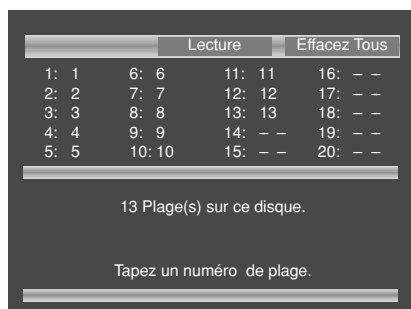 Lecture Effacez Tous
1: 1 6: 6 11: 11 16: – –
2: 2 7: 7 12: 12 17: – –
3: 3 8: 8 13: 13 18: – –
4: 4 9: 9 14: – – 19: – –
5: 5 10: 10 15: – – 20: – –
13 Plage(s) sur ce disque.
Tapez un numéro de plage.